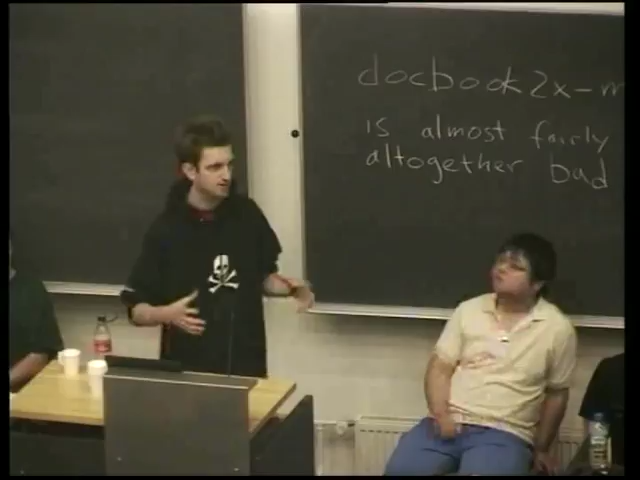 docbook2x-m
is almost fairly
altogether bad